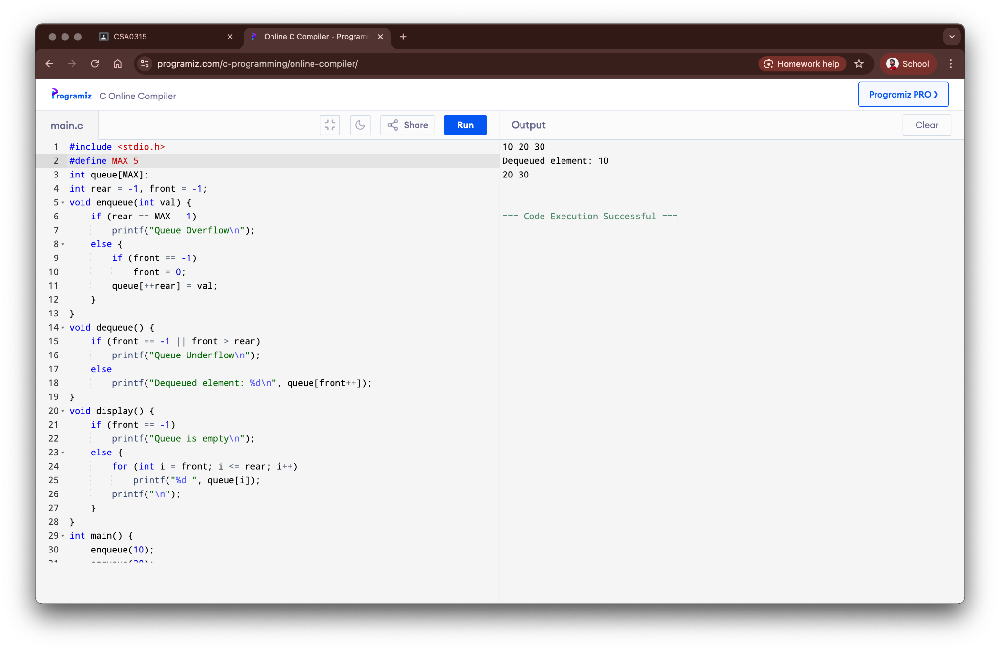 CSA0315
Online C Compiler - Programi
programiz.com/c-programming/online-compiler/
Homework help
School
Programiz
C Online Compiler
Programiz PRO ❯
main.c
Share
Run
Output
Clear
1 #include <stdio.h>
2 #define MAX 5
3 int queue[MAX];
4 int rear = -1, front = -1;
5 void enqueue(int val) {
6     if (rear == MAX - 1)
7         printf("Queue Overflow\n");
8     else {
9         if (front == -1)
10             front = 0;
11         queue[++rear] = val;
12     }
13 }
14 void dequeue() {
15     if (front == -1 || front > rear)
16         printf("Queue Underflow\n");
17     else
18         printf("Dequeued element: %d\n", queue[front++]);
19 }
20 void display() {
21     if (front == -1)
22         printf("Queue is empty\n");
23     else {
24         for (int i = front; i <= rear; i++)
25             printf("%d ", queue[i]);
26         printf("\n");
27     }
28 }
29 int main() {
30     enqueue(10);
10 20 30
Dequeued element: 10
20 30
=== Code Execution Successful ===